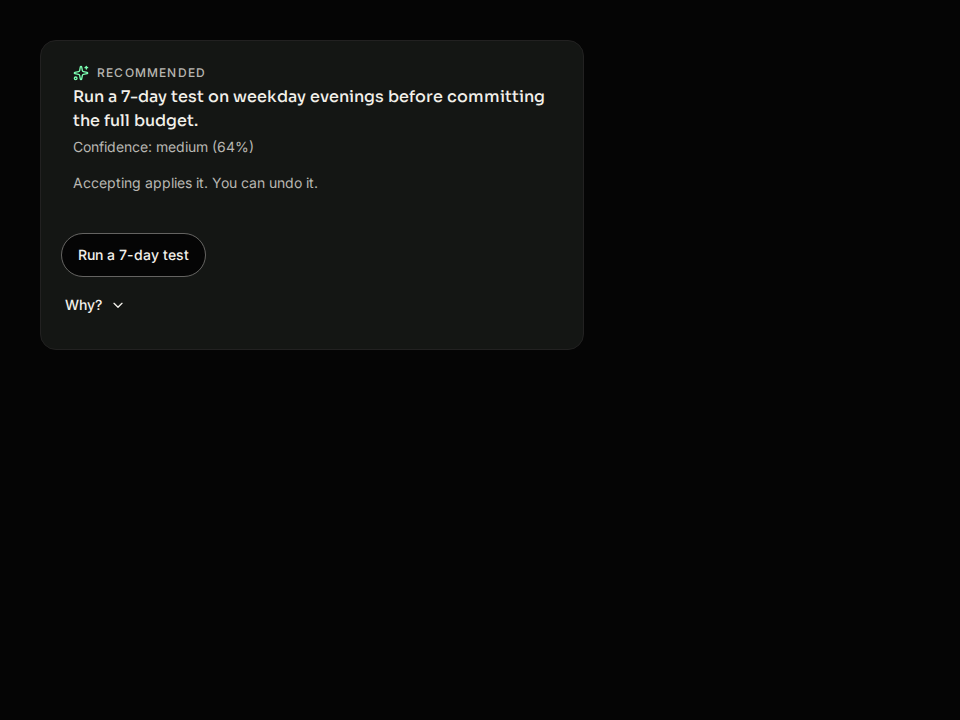 RECOMMENDED
Run a 7-day test on weekday evenings before committing
the full budget.
Confidence: medium (64%)
Accepting applies it. You can undo it.
Run a 7-day test
Why?